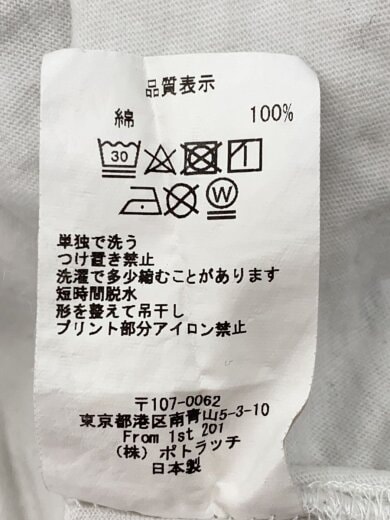 品質表示
綿 100%
30
W
単独で洗う
つけ置き禁止
洗濯で多少縮むことがあります
短時間脱水
形を整えて吊干し
プリント部分アイロン禁止
〒107-0062
東京都港区南青山5-3-10
From 1st 201
(株) ポトラッチ
日本製